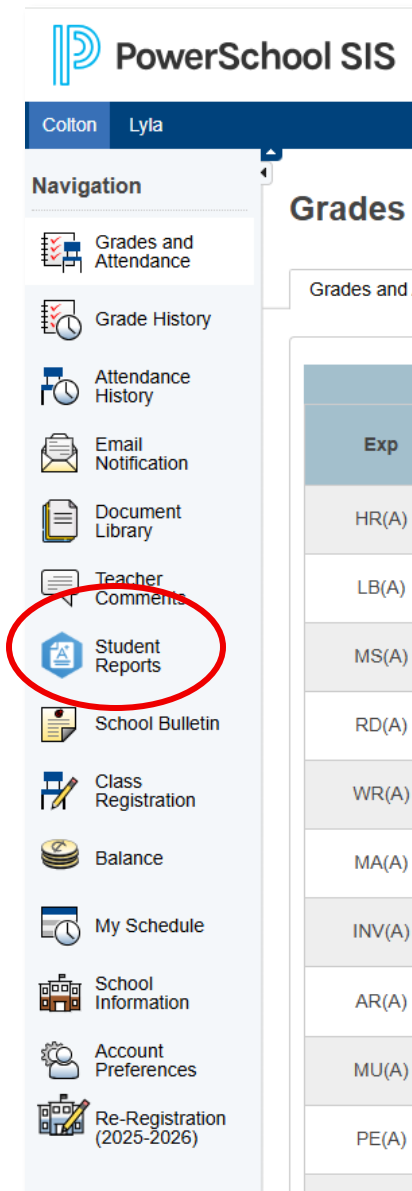 PowerSchool SIS
Colton Lyla
Navigation
Grades and
Attendance
Grade History
Attendance
History
Email
Notification
Document
Library
Teacher
Comments
Student
Reports
School Bulletin
Class
Registration
Balance
My Schedule
School
Information
Account
Preferences
Re-Registration
(2025-2026)
Grades
Grades and
Exp
HR(A)
LB(A)
MS(A)
RD(A)
WR(A)
MA(A)
INV(A)
AR(A)
MU(A)
PE(A)